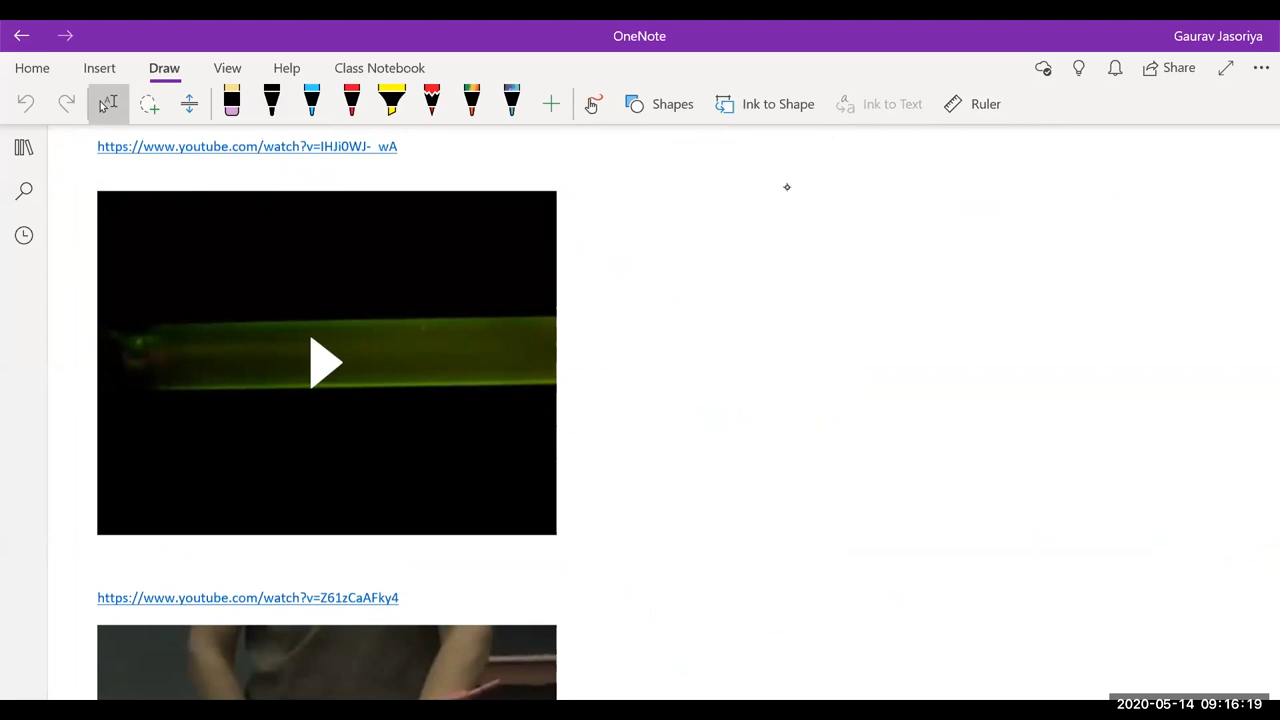 OneNote
Gaurav Jasoriya
Home Insert Draw View Help Class Notebook Share
Shapes Ink to Shape Ink to Text Ruler
https://www.youtube.com/watch?v=IHJi0WJ-_wA
https://www.youtube.com/watch?v=Z61zCaAFky4
2020-05-14 09:16:19